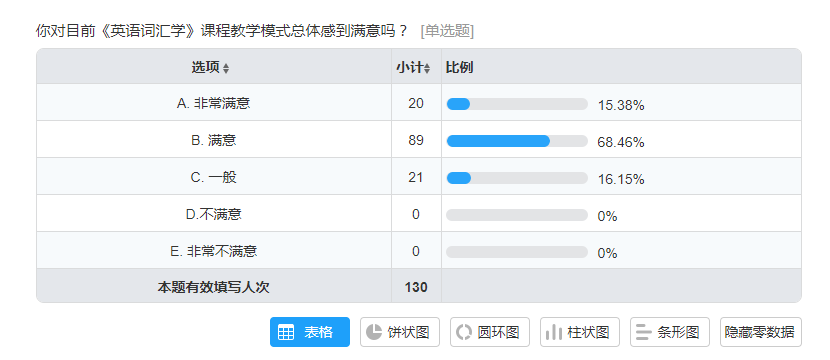 你对目前《英语词汇学》课程教学模式总体感到满意吗？ [单选题]
选项 小计 比例
A. 非常满意 20 15.38%
B. 满意 89 68.46%
C. 一般 21 16.15%
D.不满意 0 0%
E. 非常不满意 0 0%
本题有效填写人次 130
表格 饼状图 圆环图 柱状图 条形图 隐藏零数据